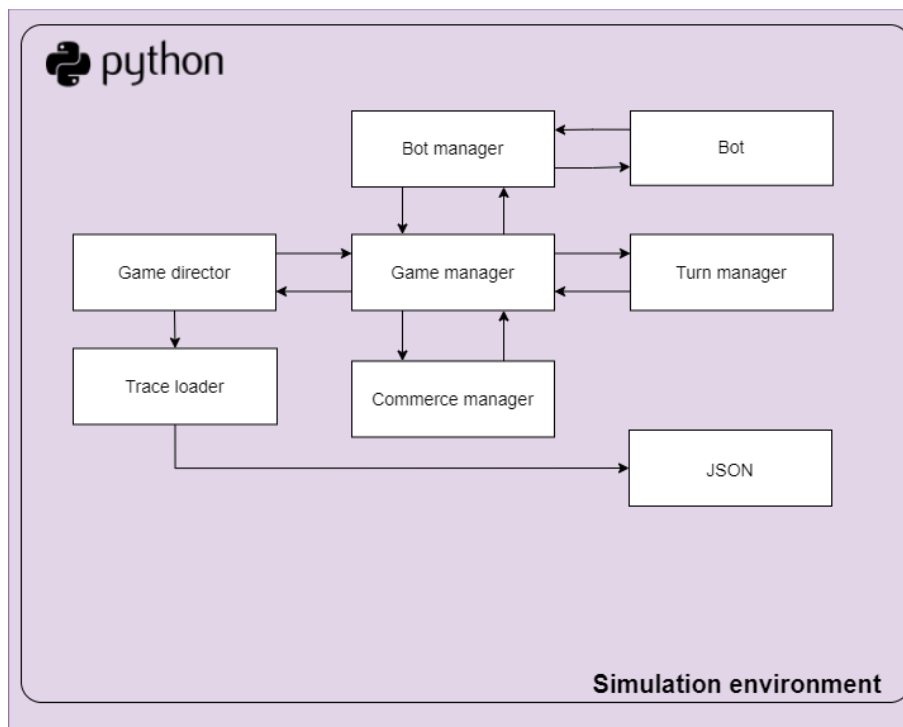 python
Bot manager
Bot
Game director
Game manager
Turn manager
Trace loader
Commerce manager
JSON
Simulation environment